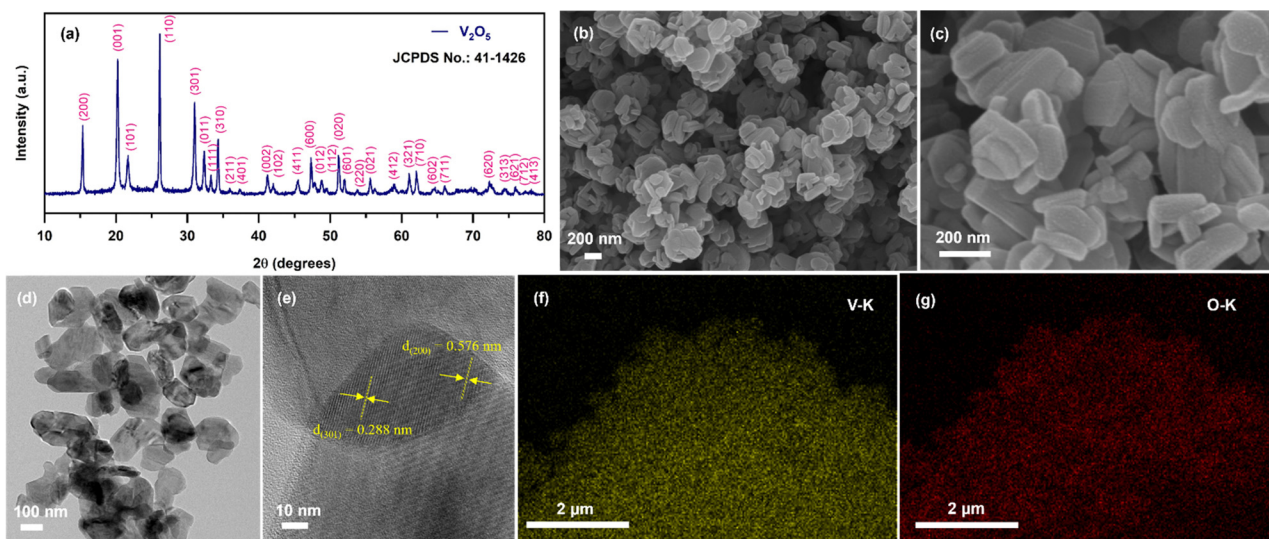 (a)
— V₂O₅
JCPDS No.: 41-1426
Intensity (a.u.)
(200)
(001)
(101)
(110)
(301)
(011)
(111)
(310)
(211)
(401)
(002)
(102)
(411)
(600)
(012)
(112)
(020)
(601)
(220)
(021)
(412)
(321)
(710)
(602)
(711)
(620)
(313)
(621)
(712)
(413)
10 20 30 40 50 60 70 80
2θ (degrees)
(b)
200 nm
(c)
200 nm
(d)
100 nm
(e)
d(200) = 0.576 nm
d(301) = 0.288 nm
10 nm
(f)
V-K
2 µm
(g)
O-K
2 µm